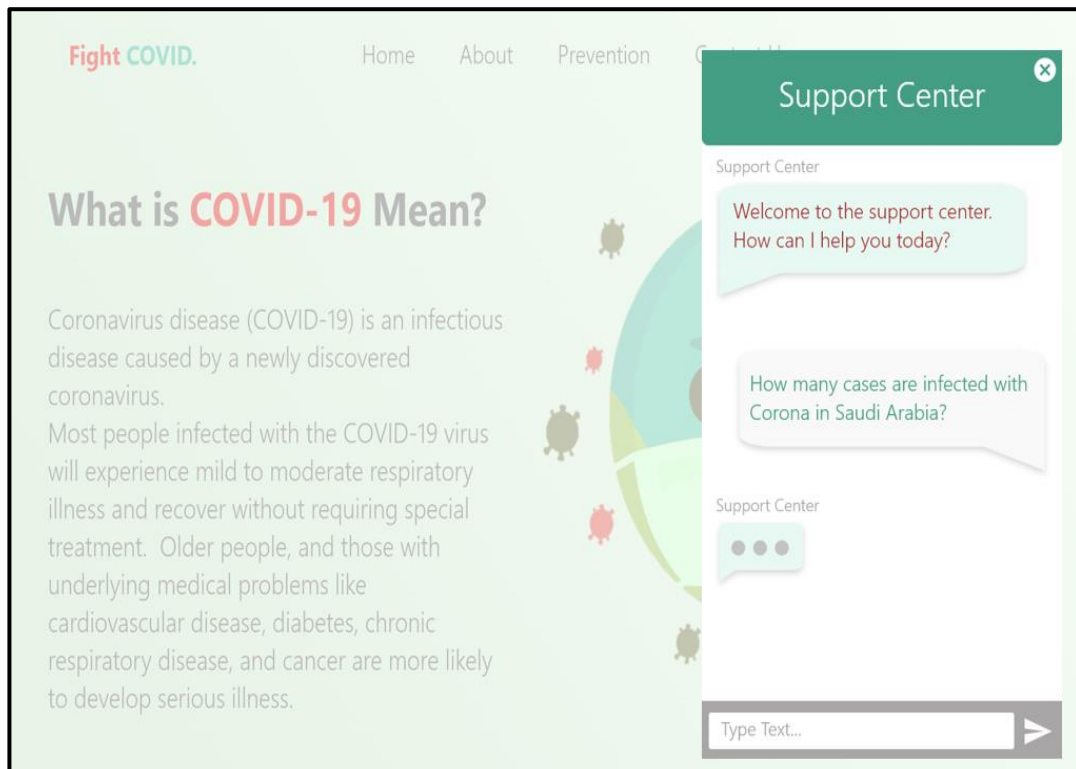 Fight COVID.
Home
About
Prevention
Support Center
What is COVID-19 Mean?
Coronavirus disease (COVID-19) is an infectious
disease caused by a newly discovered
coronavirus.
Most people infected with the COVID-19 virus
will experience mild to moderate respiratory
illness and recover without requiring special
treatment. Older people, and those with
underlying medical problems like
cardiovascular disease, diabetes, chronic
respiratory disease, and cancer are more likely
to develop serious illness.
Support Center
Welcome to the support center.
How can I help you today?
How many cases are infected with
Corona in Saudi Arabia?
Support Center
Type Text...